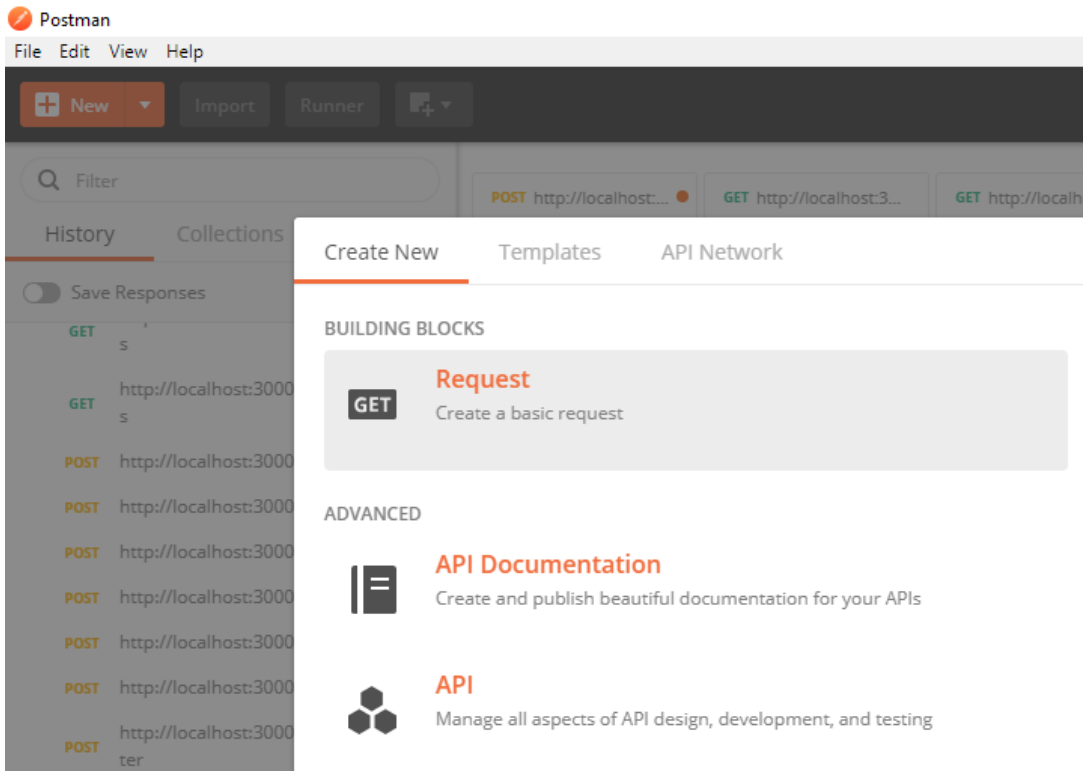 Postman
File Edit View Help
New Import Runner
Filter
POST http://localhost:... GET http://localhost:3... GET http://localh
History Collections
Create New Templates API Network
Save Responses
BUILDING BLOCKS
GET
s
Request
GET
Create a basic request
http://localhost:3000
GET
s
POST http://localhost:3000
POST http://localhost:3000
ADVANCED
POST http://localhost:3000
API Documentation
POST http://localhost:3000
Create and publish beautiful documentation for your APIs
POST http://localhost:3000
POST http://localhost:3000
API
Manage all aspects of API design, development, and testing
http://localhost:3000
POST
ter